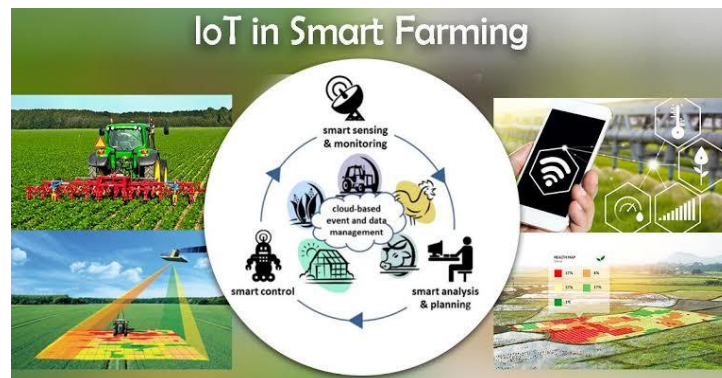 IoT in Smart Farming
smart sensing
& monitoring
cloud-based
event and data
management
smart control
smart analysis
& planning
HEALTH MAP